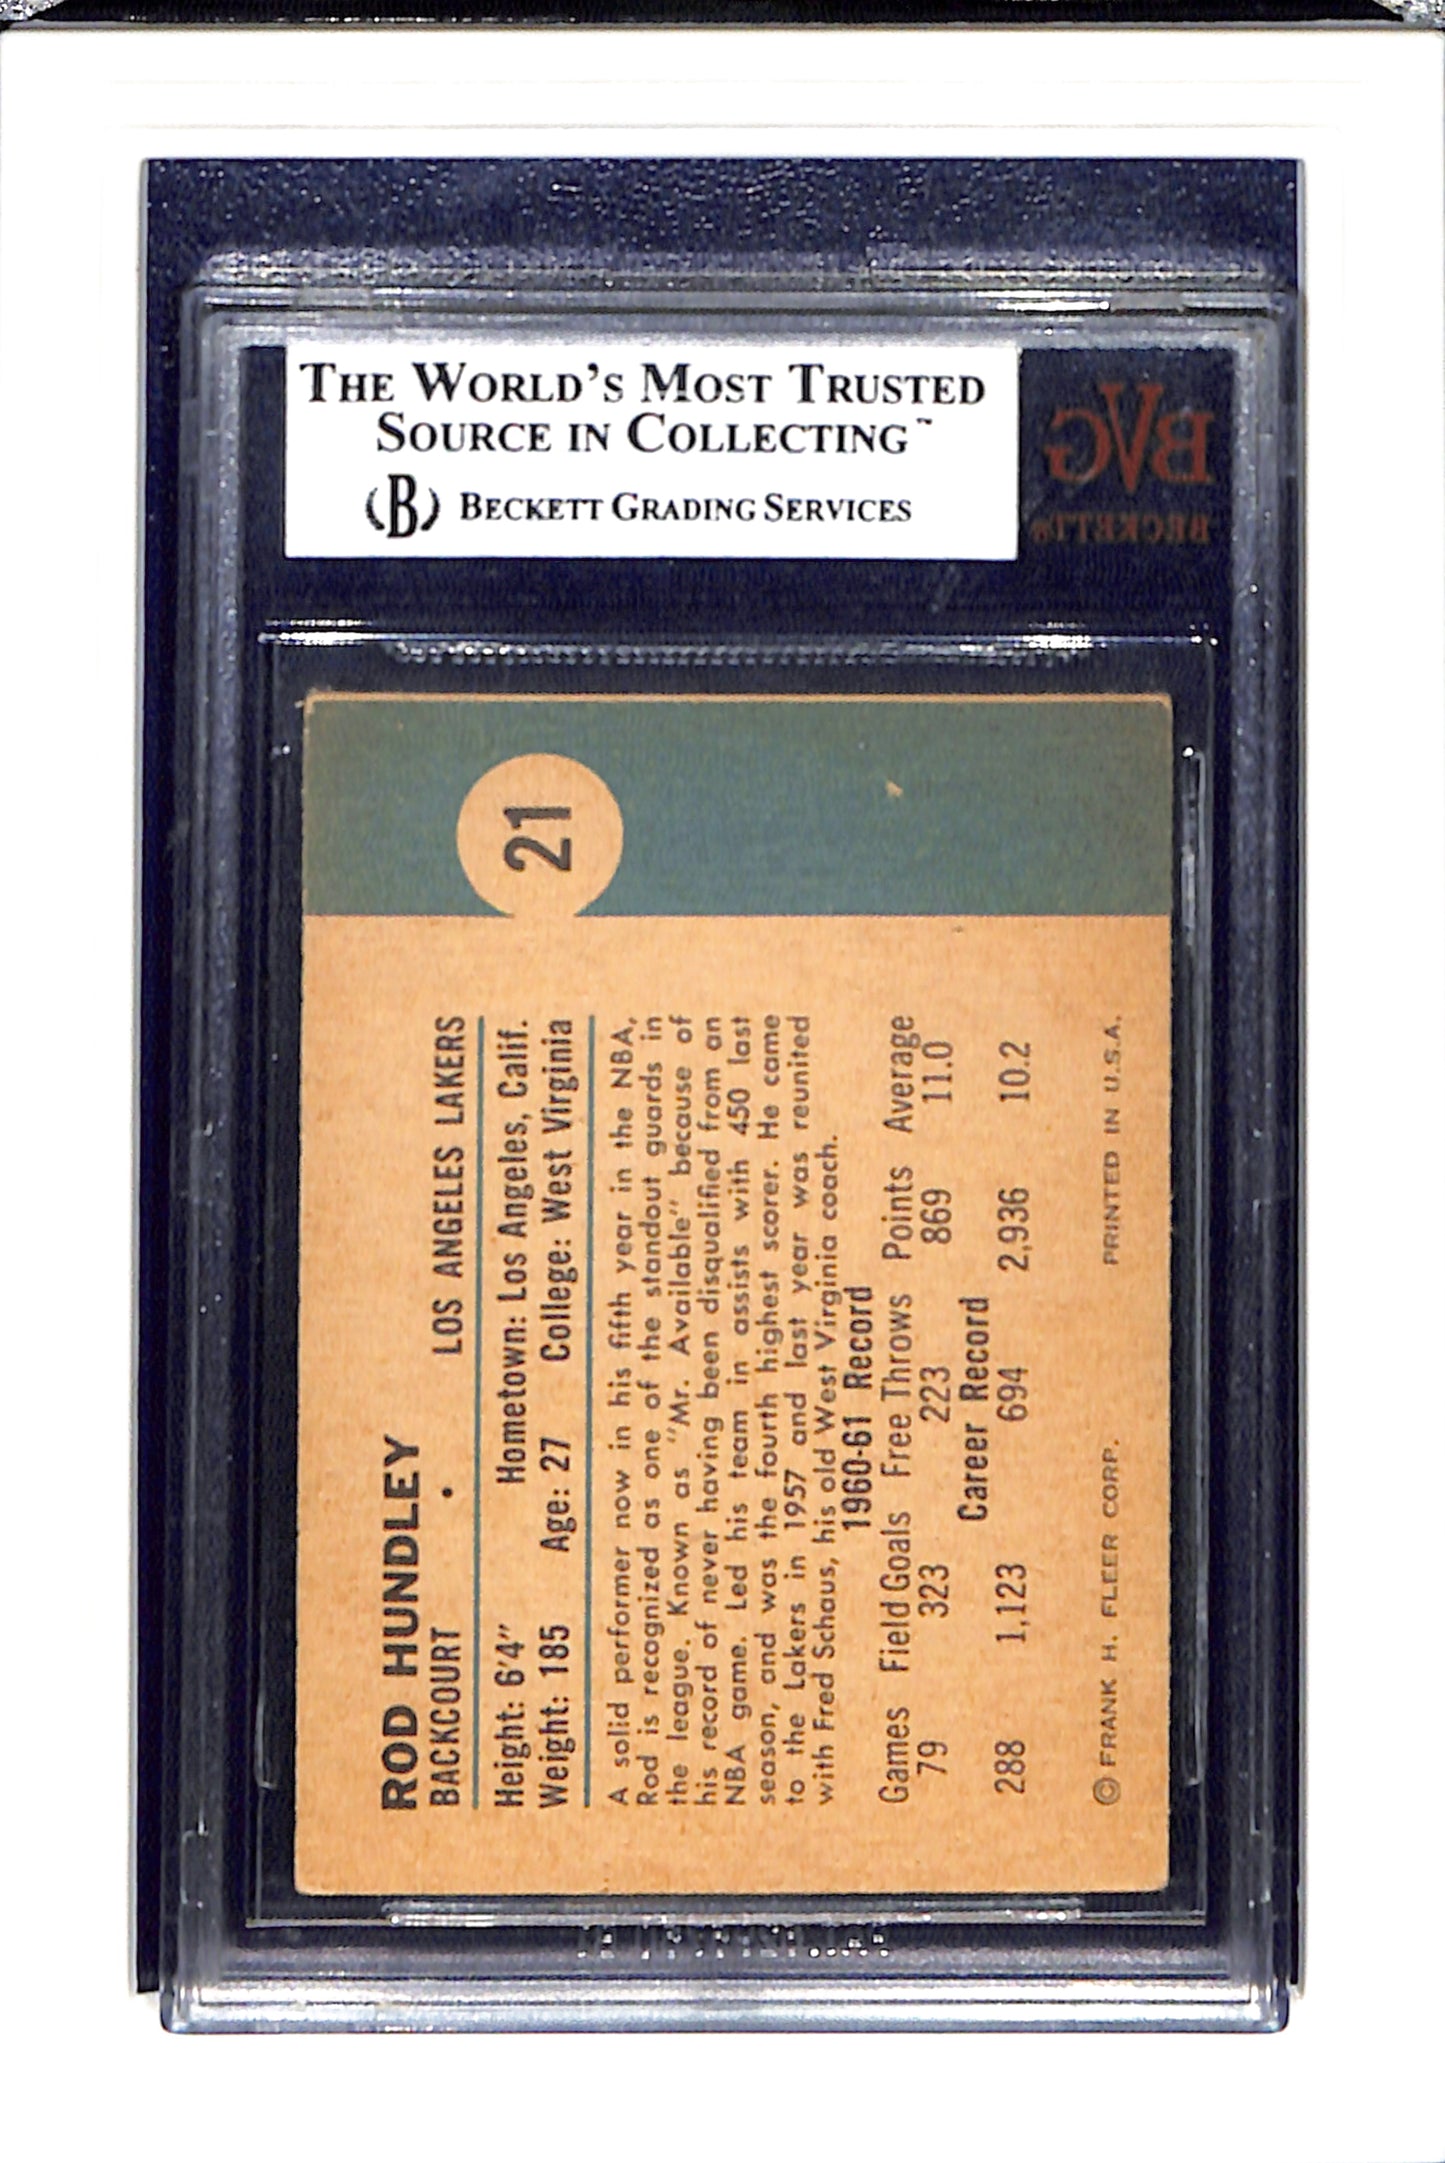 THE WORLD'S MOST TRUSTED
SOURCE IN COLLECTING™
(B) BECKETT GRADING SERVICES
BVG
BECKETT®
21
ROD HUNDLEY
BACKCOURT • LOS ANGELES LAKERS
Height: 6'4" Hometown: Los Angeles, Calif.
Weight: 185 Age: 27 College: West Virginia
A solid performer now in his fifth year in the NBA,
Rod is recognized as one of the standout guards in
the league. Known as "Mr. Available" because of
his record of never having been disqualified from an
NBA game. Led his team in assists with 450 last
season, and was the fourth highest scorer. He came
to the Lakers in 1957 and last year was reunited
with Fred Schaus, his old West Virginia coach.
1960-61 Record
Games Field Goals Free Throws Points Average
79 323 223 869 11.0
Career Record
288 1,123 694 2,936 10.2
© FRANK H. FLEER CORP. PRINTED IN U.S.A.